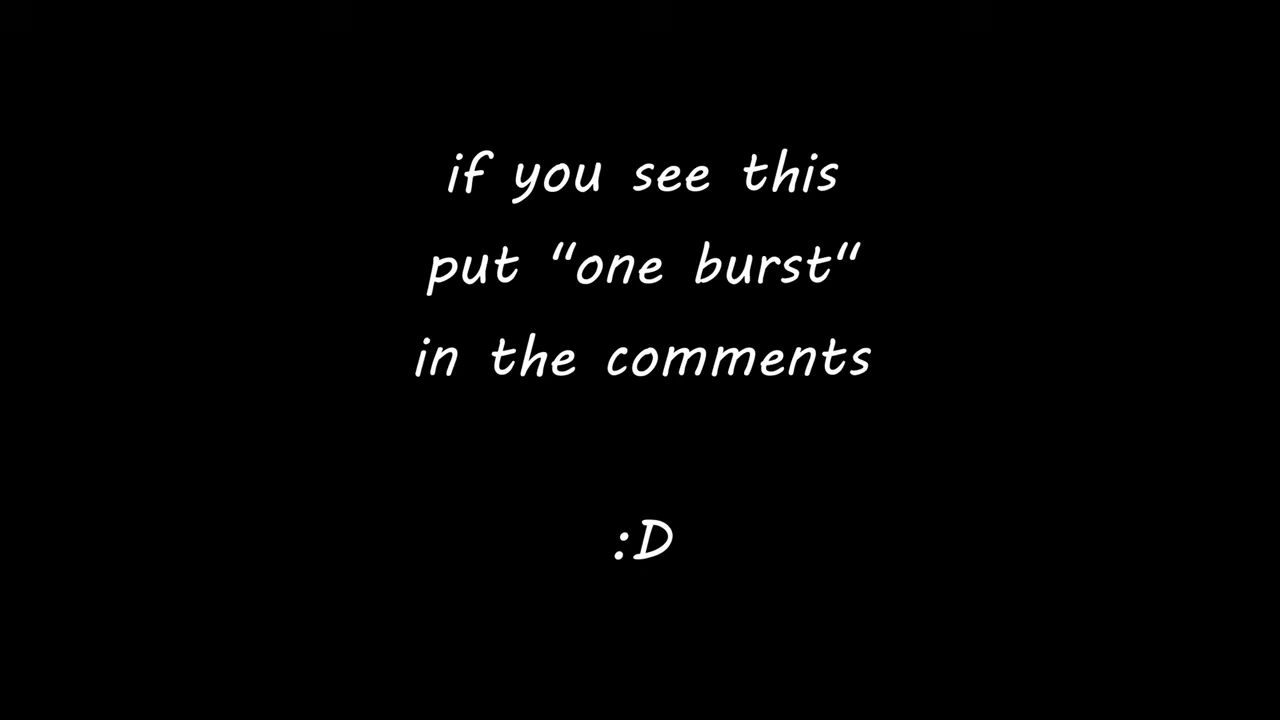 if you see this
put “one burst“
in the comments
:D